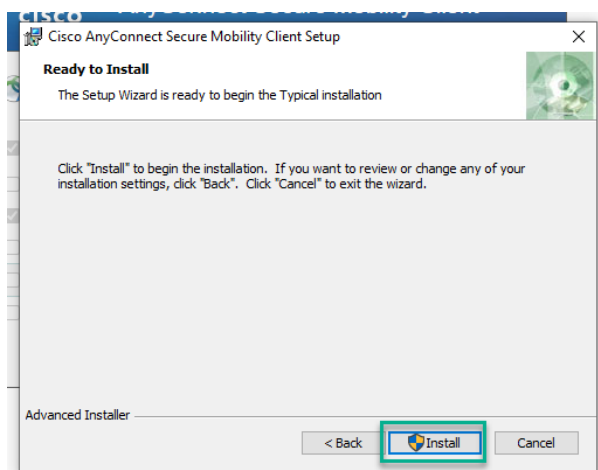 Cisco AnyConnect Secure Mobility Client Setup
Ready to Install
The Setup Wizard is ready to begin the Typical installation
Click "Install" to begin the installation. If you want to review or change any of your
installation settings, click "Back". Click "Cancel" to exit the wizard.
Advanced Installer
< Back
Install
Cancel